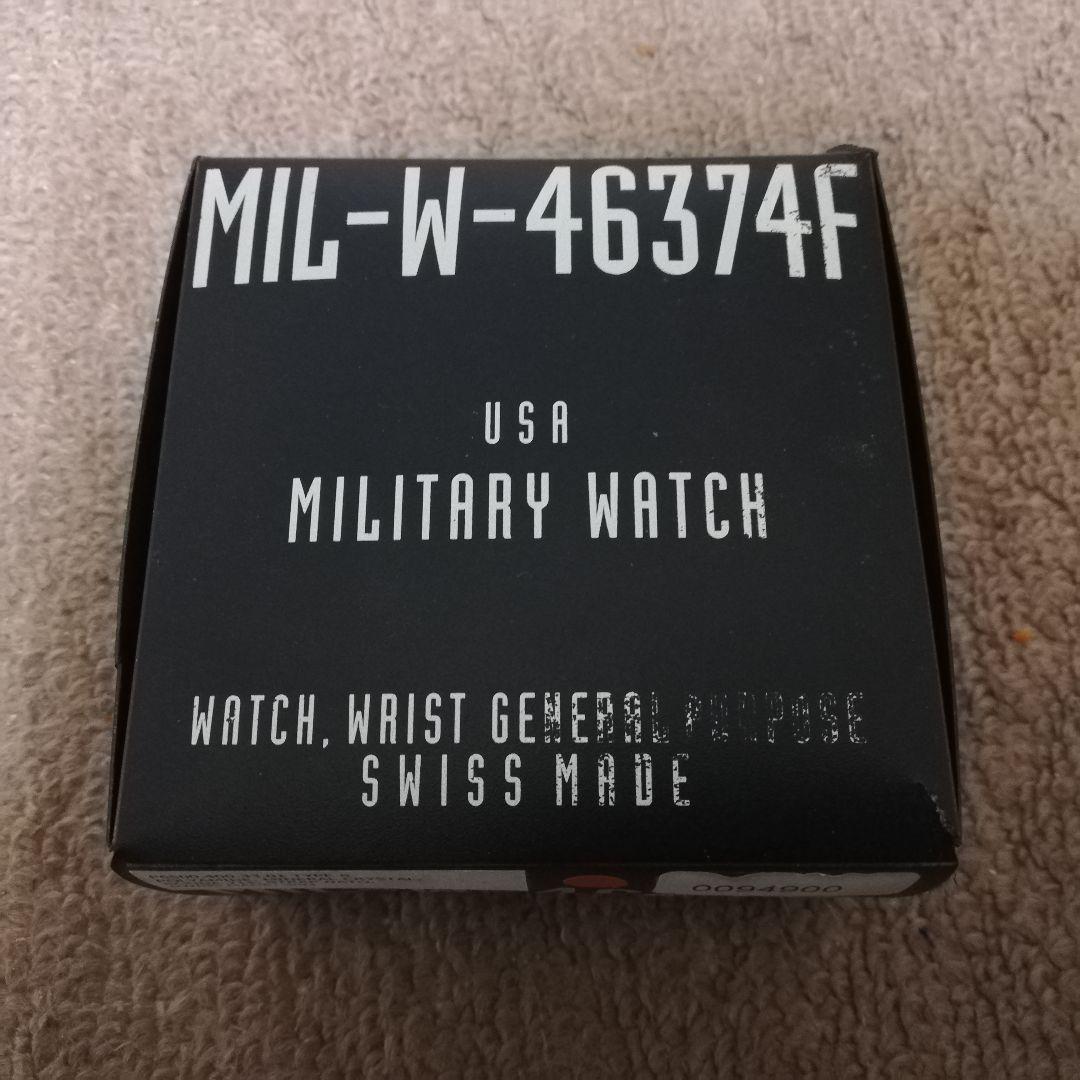 MIL-W-46374F
USA
MILITARY WATCH
WATCH, WRIST GENERAL PURPOSE
SWISS MADE
0094900